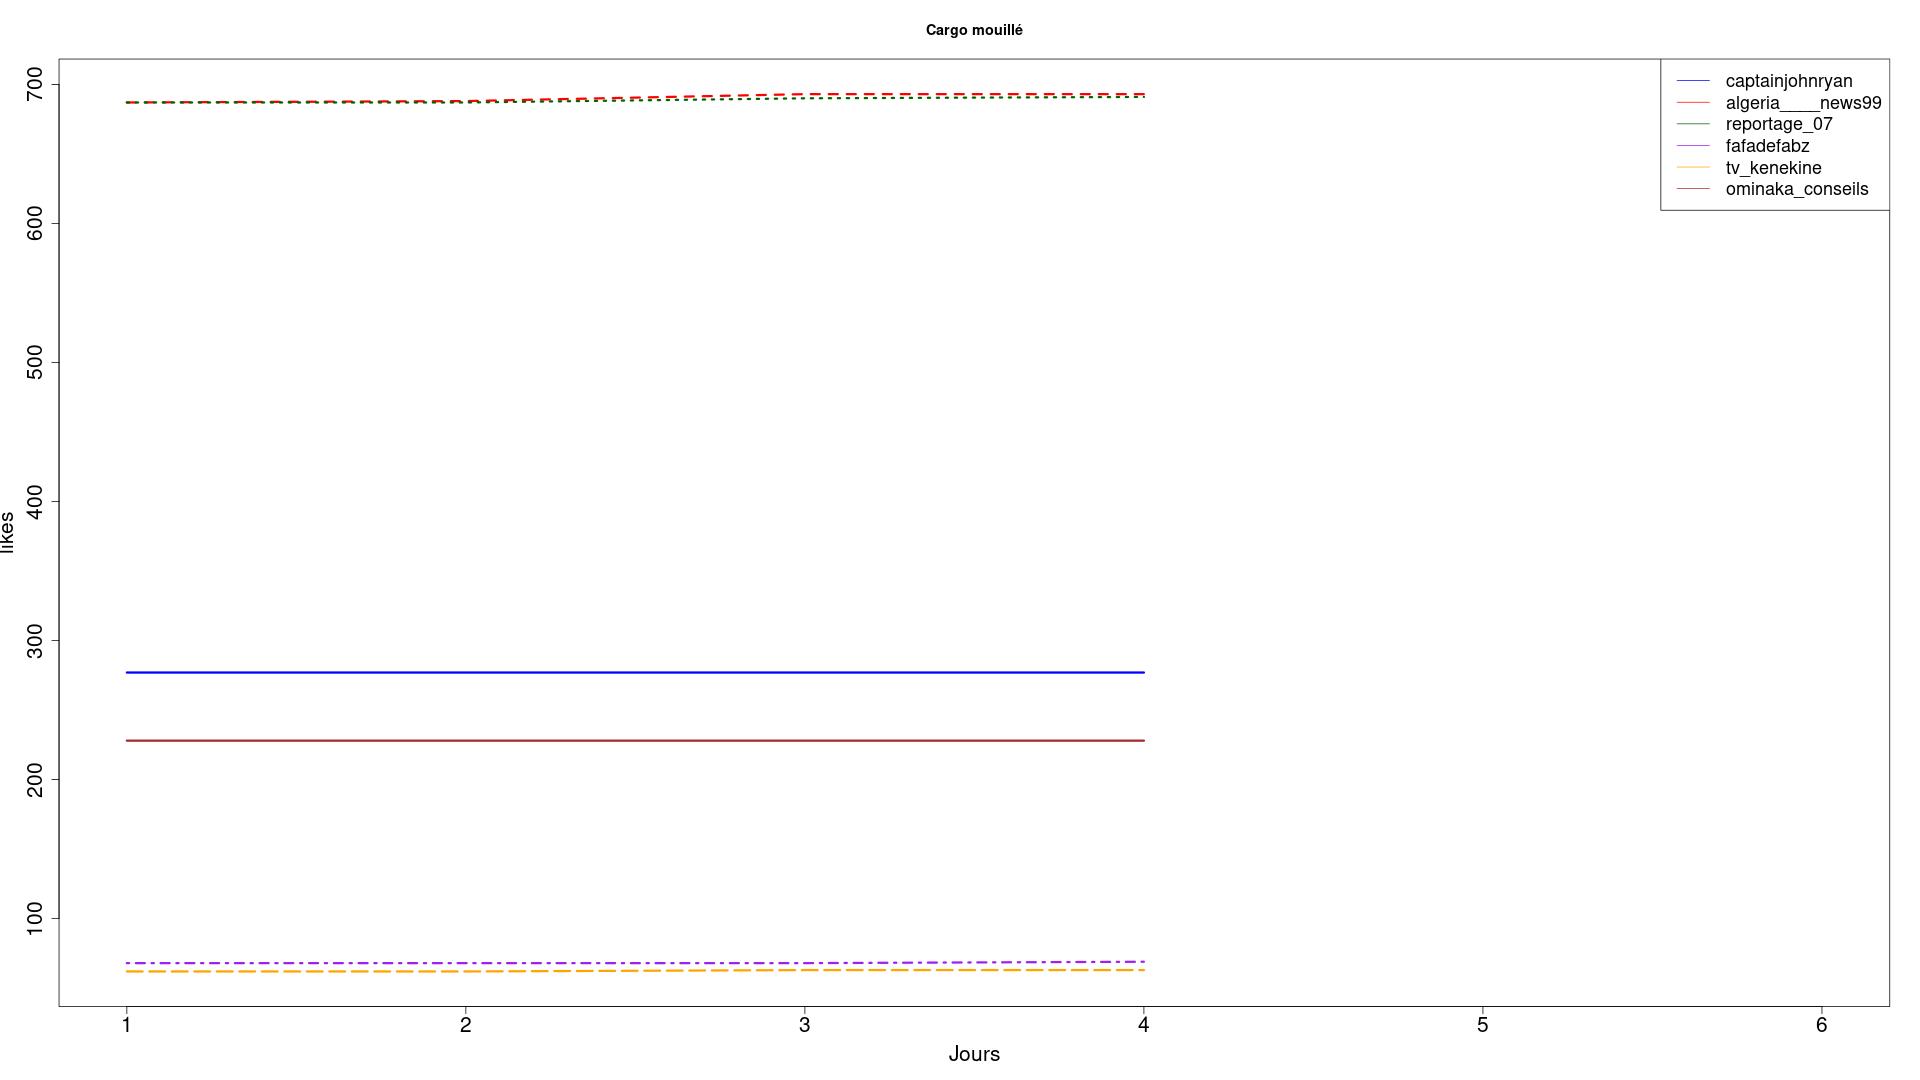 Cargo mouillé
captainjohnryan
algeria____news99
reportage_07
fafadefabz
tv_kenekine
ominaka_conseils
700
600
500
400
300
200
100
likes
1 2 3 4 5 6
Jours